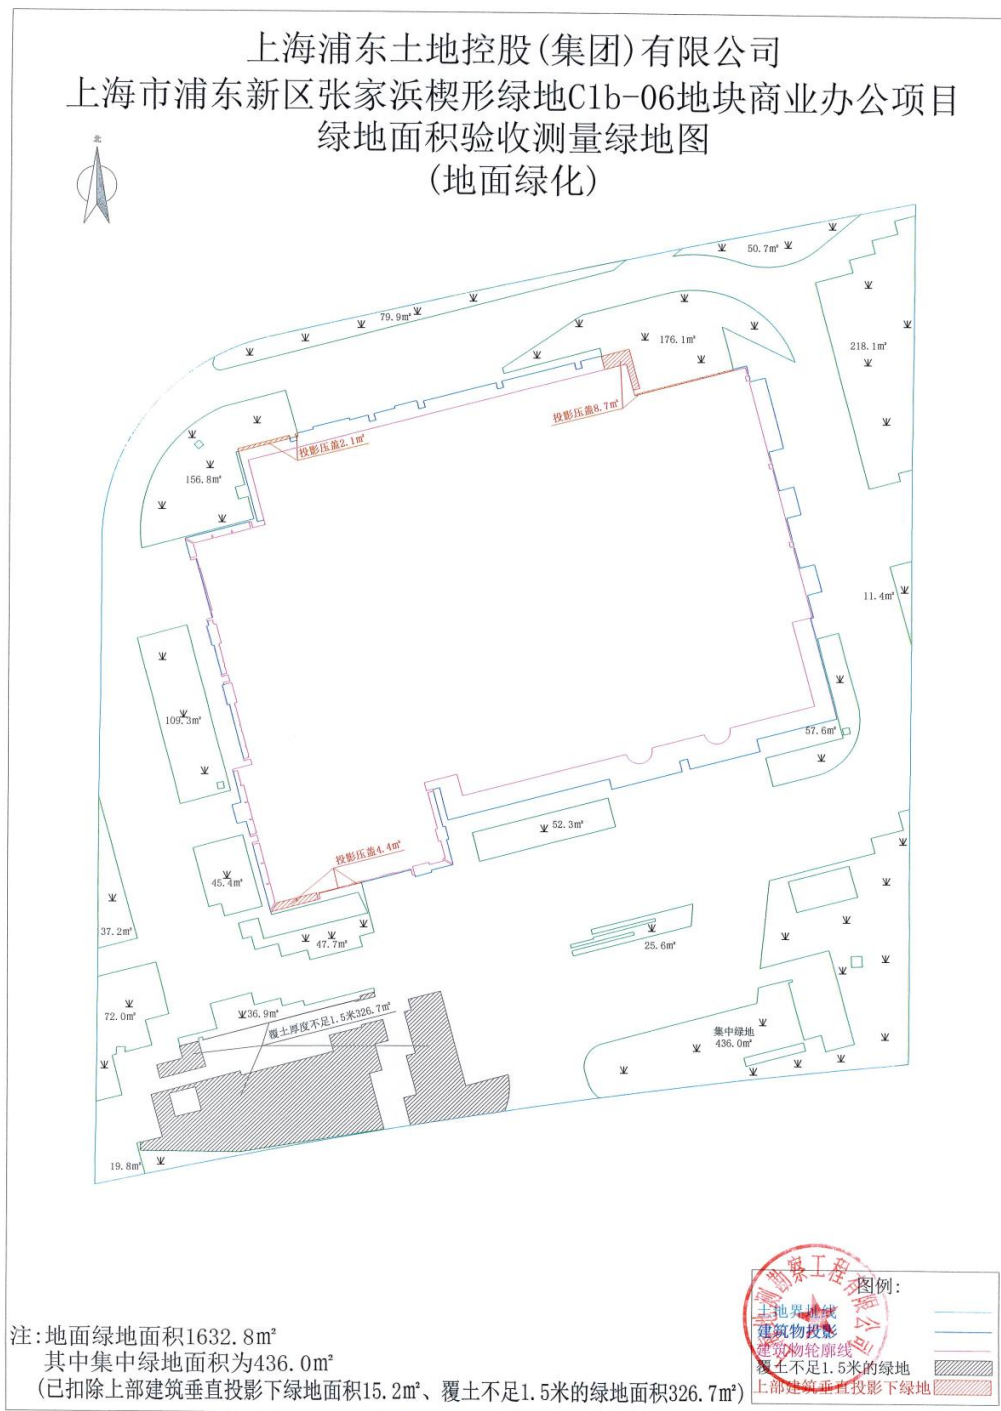 上海浦东土地控股(集团)有限公司
上海市浦东新区张家浜楔形绿地C1b-06地块商业办公项目
绿地面积验收测量绿地图
(地面绿化)
北
50.7㎡
79.9㎡
176.1㎡
218.1㎡
投影压盖8.7㎡
投影压盖2.1㎡
156.8㎡
11.4㎡
109.3㎡
57.6㎡
52.3㎡
投影压盖4.4㎡
45.4㎡
37.2㎡
47.7㎡
25.6㎡
72.0㎡
36.9㎡
覆土厚度不足1.5米326.7㎡
集中绿地
436.0㎡
19.8㎡
图例:
土地界址线
建筑物投影
建筑物轮廓线
覆土不足1.5米的绿地
上部建筑垂直投影下绿地
注:地面绿地面积1632.8㎡
其中集中绿地面积为436.0㎡
(已扣除上部建筑垂直投影下绿地面积15.2㎡、覆土不足1.5米的绿地面积326.7㎡)
测勘察工程有限公司